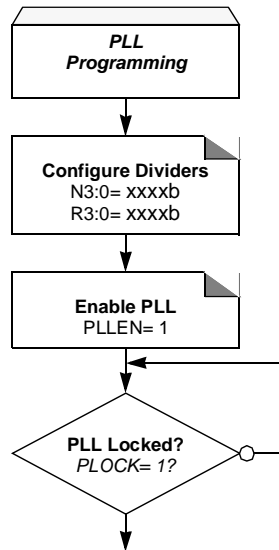 PLL
Programming
Configure Dividers
N3:0= xxxxb
R3:0= xxxxb
Enable PLL
PLLEN= 1
PLL Locked?
PLOCK= 1?